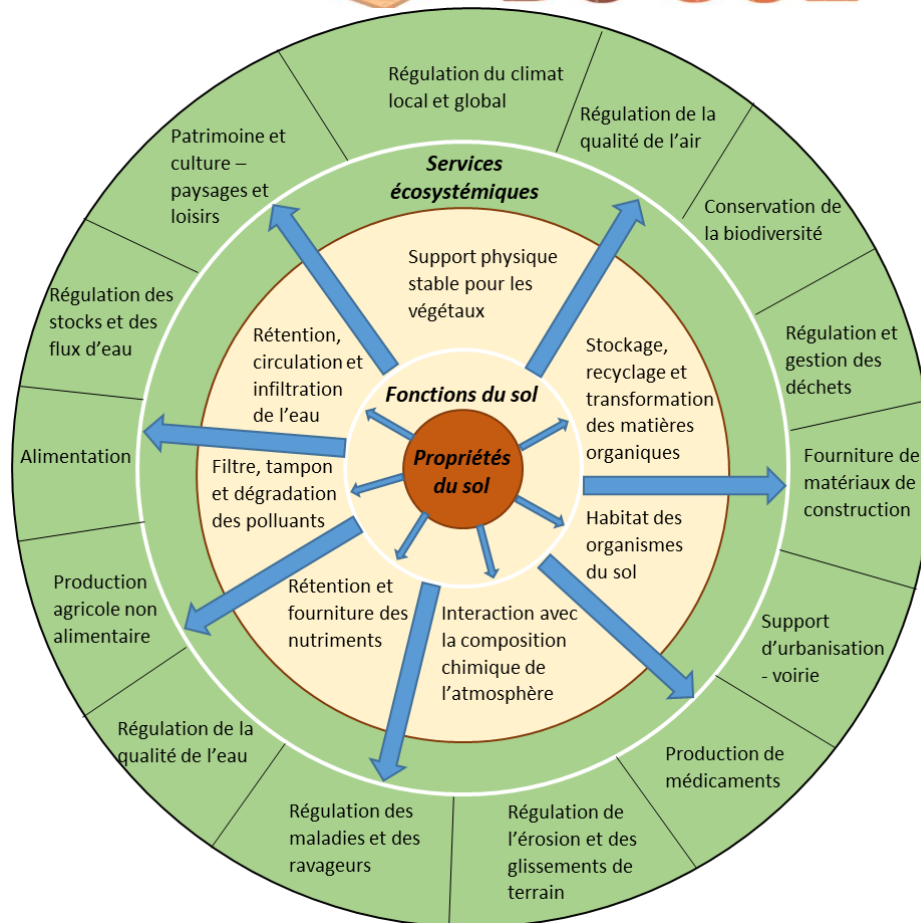 Régulation du climat
local et global
Régulation de la
qualité de l'air
Conservation de
la biodiversité
Régulation et
gestion des
déchets
Fourniture de
matériaux de
construction
Support
d'urbanisation
- voirie
Production de
médicaments
Régulation de
l'érosion et des
glissements de
terrain
Régulation des
maladies et des
ravageurs
Régulation de la
qualité de l'eau
Production
agricole non
alimentaire
Alimentation
Régulation des
stocks et des
flux d'eau
Patrimoine et
culture –
paysages et
loisirs
Services
écosystémiques
Support physique
stable pour les
végétaux
Stockage,
recyclage et
transformation
des matières
organiques
Habitat des
organismes
du sol
Interaction avec
la composition
chimique de
l'atmosphère
Rétention et
fourniture des
nutriments
Filtre, tampon
et dégradation
des polluants
Rétention,
circulation et
infiltration
de l'eau
Fonctions du sol
Propriétés
du sol